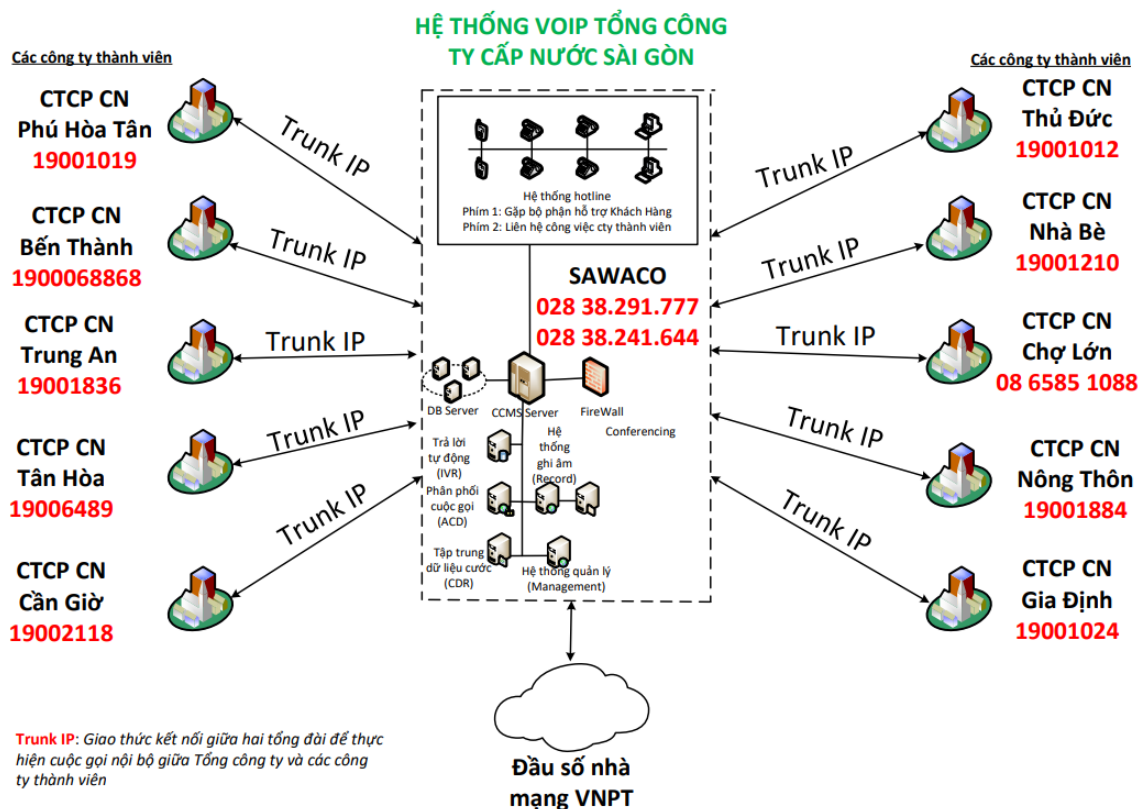 HỆ THỐNG VOIP TỔNG CÔNG
TY CẤP NƯỚC SÀI GÒN
Các công ty thành viên
CTCP CN
Phú Hòa Tân
19001019
CTCP CN
Bến Thành
1900068868
CTCP CN
Trung An
19001836
CTCP CN
Tân Hòa
19006489
CTCP CN
Cần Giờ
19002118
Trunk IP
Trunk IP
Trunk IP
Trunk IP
Trunk IP
Hệ thống hotline
Phím 1: Gặp bộ phận hỗ trợ Khách Hàng
Phím 2: Liên hệ công việc cty thành viên
SAWACO
028 38.291.777
028 38.241.644
DB Server
CCMS Server
FireWall
Conferencing
Trả lời
tự động
(IVR)
Hệ
thống
ghi âm
(Record)
Phân phối
cuộc gọi
(ACD)
Tập trung
dữ liệu cước
(CDR)
Hệ thống quản lý
(Management)
Trunk IP
Trunk IP
Trunk IP
Trunk IP
Trunk IP
Các công ty thành viên
CTCP CN
Thủ Đức
19001012
CTCP CN
Nhà Bè
19001210
CTCP CN
Chợ Lớn
08 6585 1088
CTCP CN
Nông Thôn
19001884
CTCP CN
Gia Định
19001024
Trunk IP: Giao thức kết nối giữa hai tổng đài để thực
hiện cuộc gọi nội bộ giữa Tổng công ty và các công
ty thành viên
Đầu số nhà
mạng VNPT